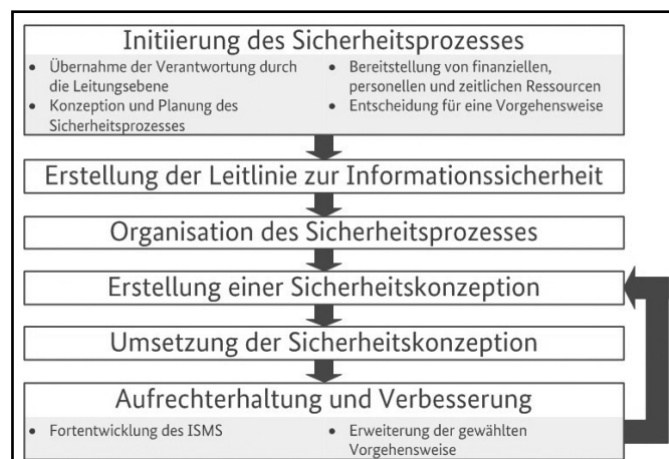 Initiierung des Sicherheitsprozesses
• Übernahme der Verantwortung durch
die Leitungsebene
• Konzeption und Planung des
Sicherheitsprozesses
• Bereitstellung von finanziellen,
personellen und zeitlichen Ressourcen
• Entscheidung für eine Vorgehensweise
Erstellung der Leitlinie zur Informationssicherheit
Organisation des Sicherheitsprozesses
Erstellung einer Sicherheitskonzeption
Umsetzung der Sicherheitskonzeption
Aufrechterhaltung und Verbesserung
• Fortentwicklung des ISMS
• Erweiterung der gewählten
Vorgehensweise